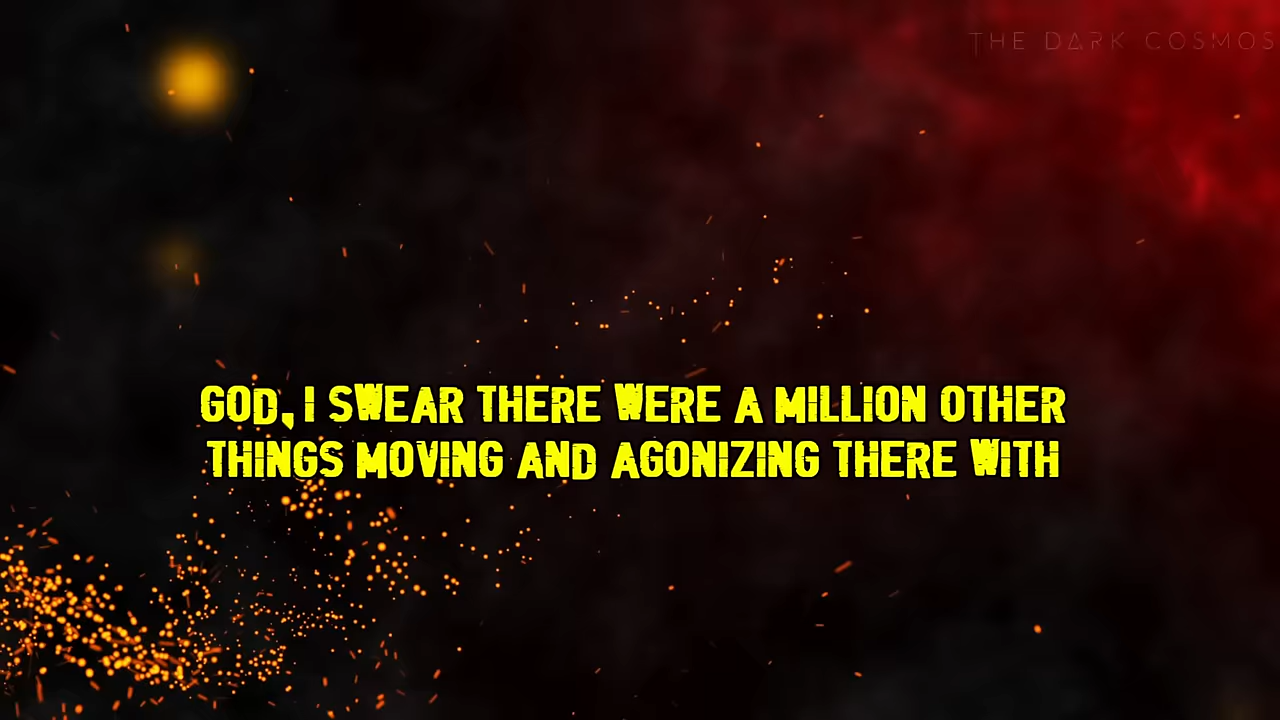 THE DARK COSMOS
GOD, I SWEAR THERE WERE A MILLION OTHER
THINGS MOVING AND AGONIZING THERE WITH